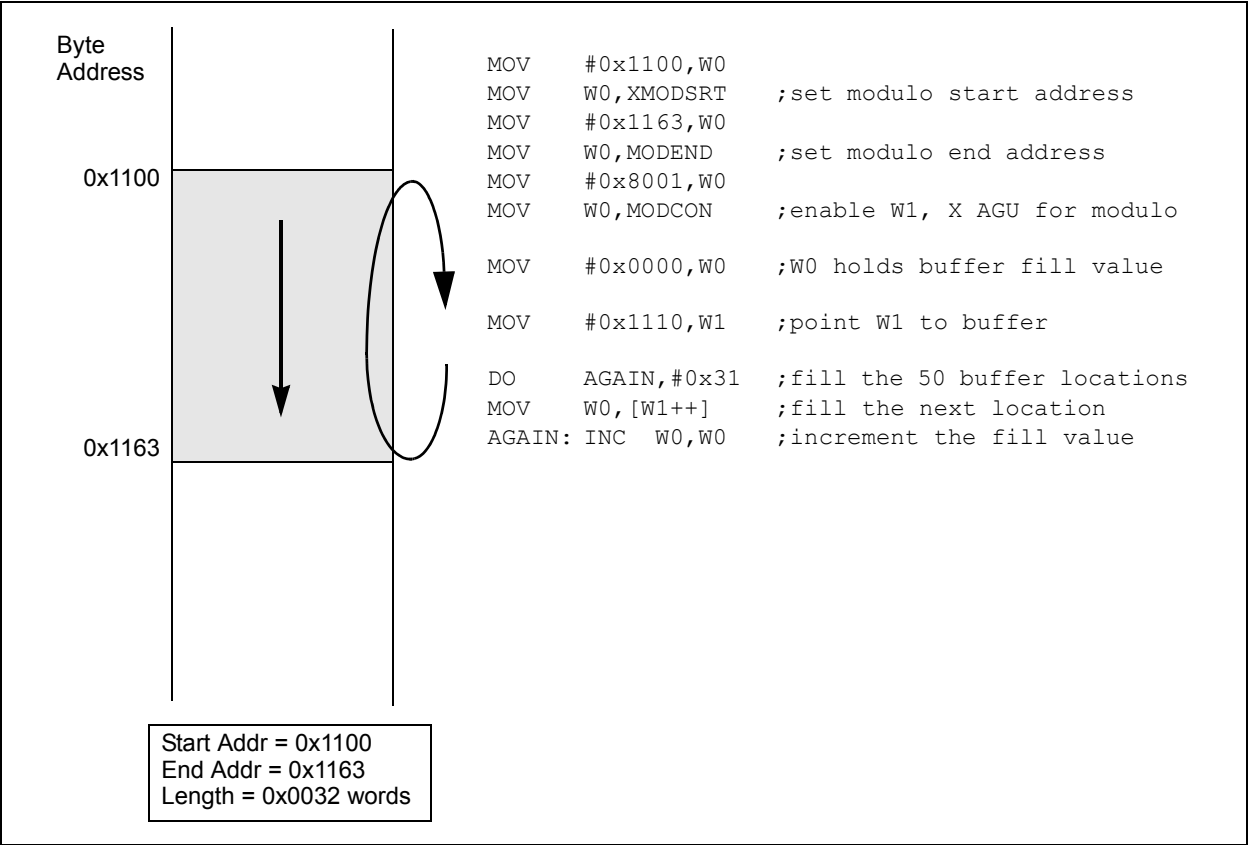 Byte
Address
0x1100
0x1163
MOV #0x1100,W0
MOV W0,XMODSRT ;set modulo start address
MOV #0x1163,W0
MOV W0,MODEND ;set modulo end address
MOV #0x8001,W0
MOV W0,MODCON ;enable W1, X AGU for modulo
MOV #0x0000,W0 ;W0 holds buffer fill value
MOV #0x1110,W1 ;point W1 to buffer
DO AGAIN,#0x31 ;fill the 50 buffer locations
MOV W0,[W1++] ;fill the next location
AGAIN: INC W0,W0 ;increment the fill value
Start Addr = 0x1100
End Addr = 0x1163
Length = 0x0032 words